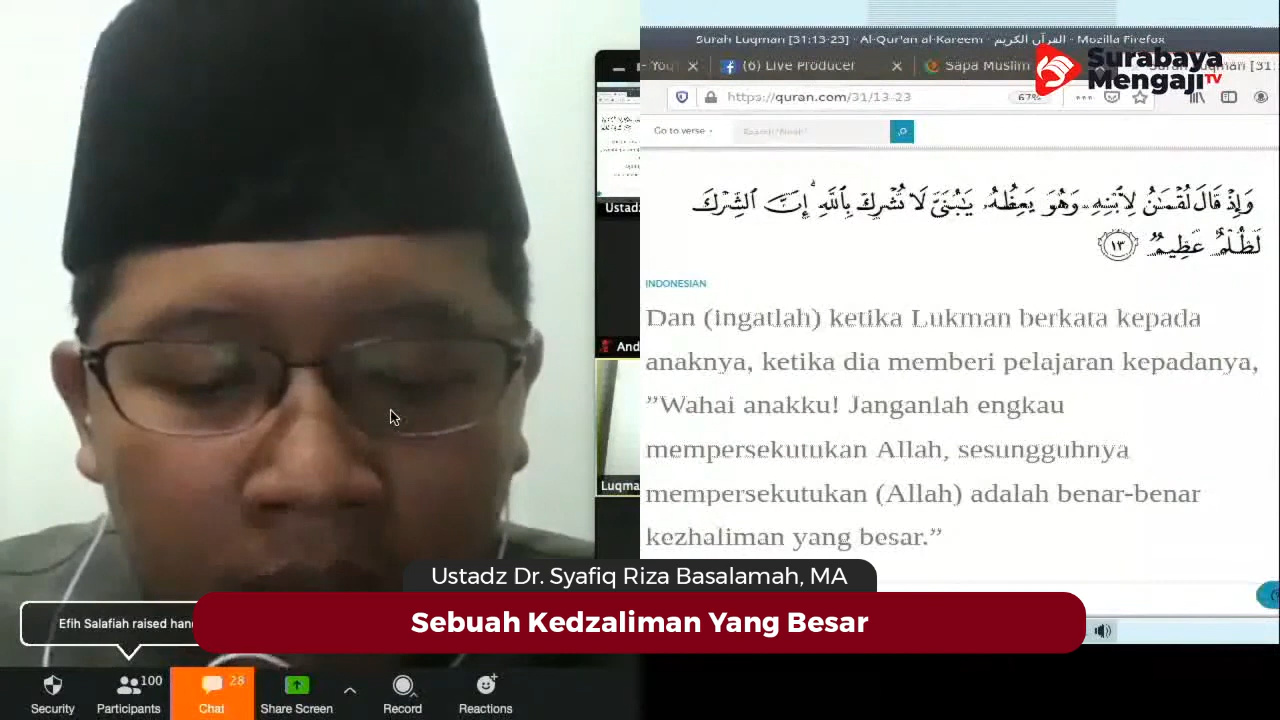 Surah Luqman [31:13-23] - Al-Qur'an al-Kareem - القرآن الكريم - Mozilla Firefox
(6) Live Producer
Sapa Muslim
Surabaya
Mengaji TV
https://quran.com/31/13-23
67%
Go to verse
وَإِذْ قَالَ لُقْمَـٰنُ لِٱبْنِهِۦ وَهُوَ يَعِظُهُۥ يَـٰبُنَىَّ لَا تُشْرِكْ بِٱللَّهِ ۖ إِنَّ ٱلشِّرْكَ
لَظُلْمٌ عَظِيمٌ ١٣
INDONESIAN
Dan (ingatlah) ketika Lukman berkata kepada
anaknya, ketika dia memberi pelajaran kepadanya,
”Wahai anakku! Janganlah engkau
mempersekutukan Allah, sesungguhnya
mempersekutukan (Allah) adalah benar-benar
kezhaliman yang besar.”
Ustadz
And
Luqma
Ustadz Dr. Syafiq Riza Basalamah, MA
Sebuah Kedzaliman Yang Besar
Efih Salafiah raised hand
Security
Participants 100
Chat 28
Share Screen
Record
Reactions